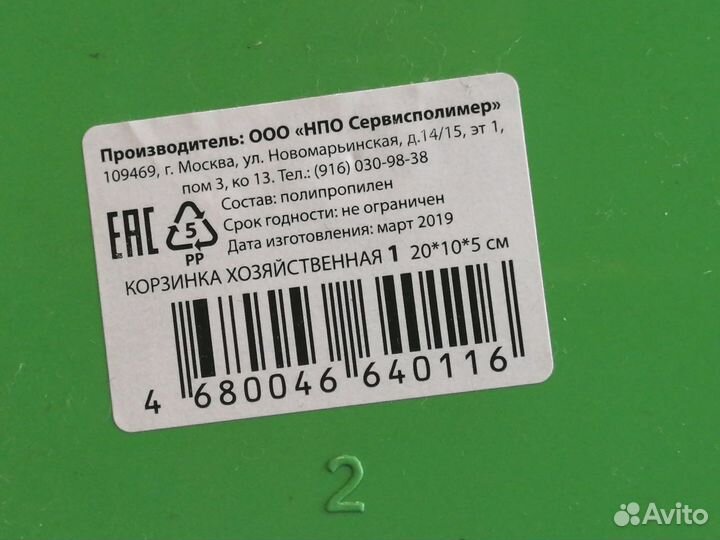 Производитель: ООО «НПО Сервисполимер»
109469, г. Москва, ул. Новомарьинская, д.14/15, эт 1,
пом 3, ко 13. Тел.: (916) 030-98-38
Состав: полипропилен
Срок годности: не ограничен
Дата изготовления: март 2019
EAC
5
PP
КОРЗИНКА ХОЗЯЙСТВЕННАЯ 1 20*10*5 см
4 680046 640116
2
Avito